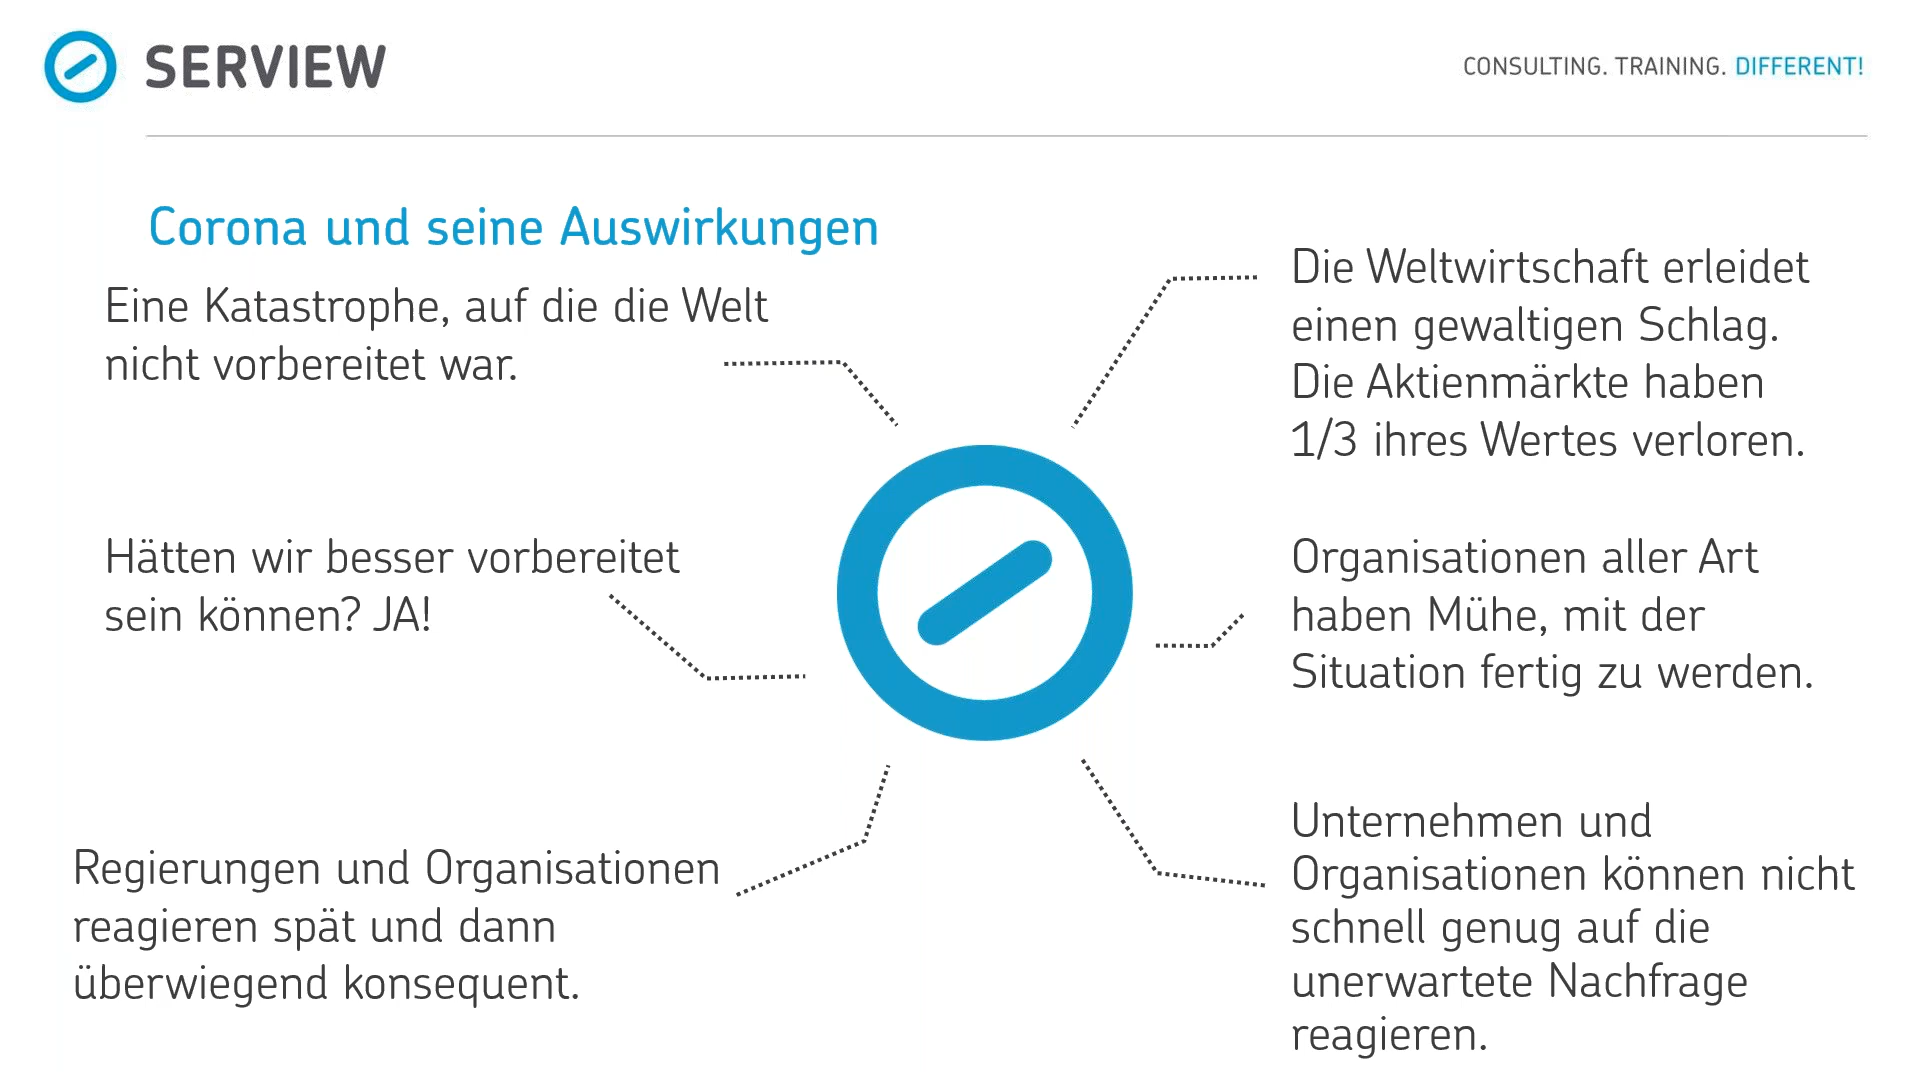 SERVIEW
CONSULTING. TRAINING. DIFFERENT!
Corona und seine Auswirkungen
Eine Katastrophe, auf die die Welt
nicht vorbereitet war.
Hätten wir besser vorbereitet
sein können? JA!
Regierungen und Organisationen
reagieren spät und dann
überwiegend konsequent.
Die Weltwirtschaft erleidet
einen gewaltigen Schlag.
Die Aktienmärkte haben
1/3 ihres Wertes verloren.
Organisationen aller Art
haben Mühe, mit der
Situation fertig zu werden.
Unternehmen und
Organisationen können nicht
schnell genug auf die
unerwartete Nachfrage
reagieren.